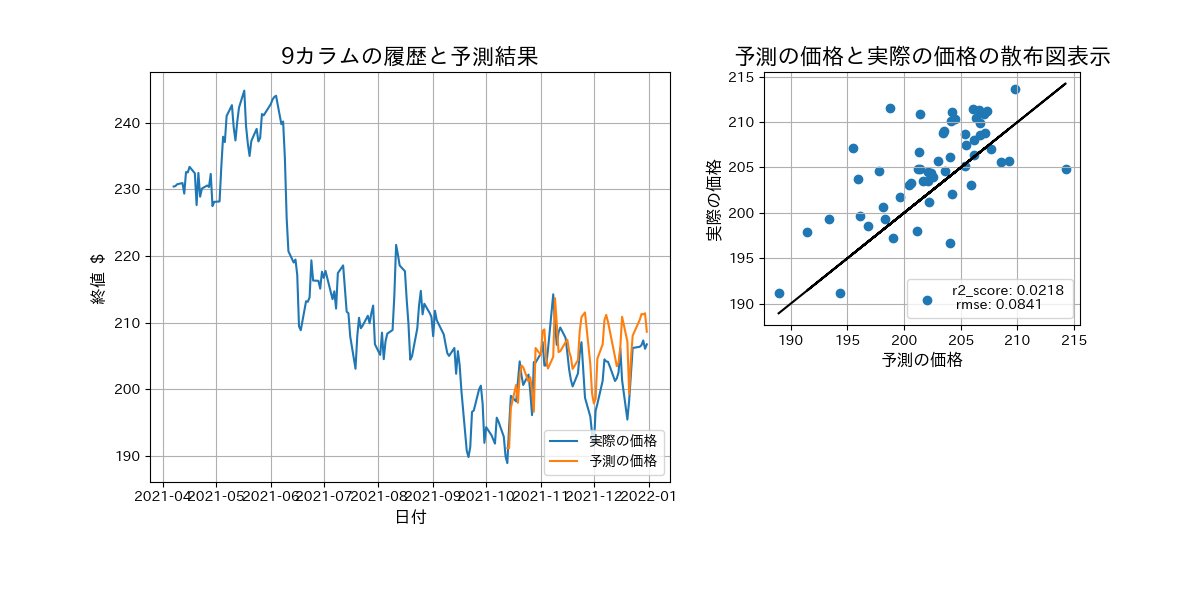 9カラムの履歴と予測結果
240
230
220
210
200
190
終値 $
2021-04
2021-05
2021-06
2021-07
2021-08
2021-09
2021-10
2021-11
2021-12
2022-01
日付
実際の価格
予測の価格
予測の価格と実際の価格の散布図表示
215
210
205
200
195
190
実際の価格
190
195
200
205
210
215
予測の価格
r2_score: 0.0218
rmse: 0.0841